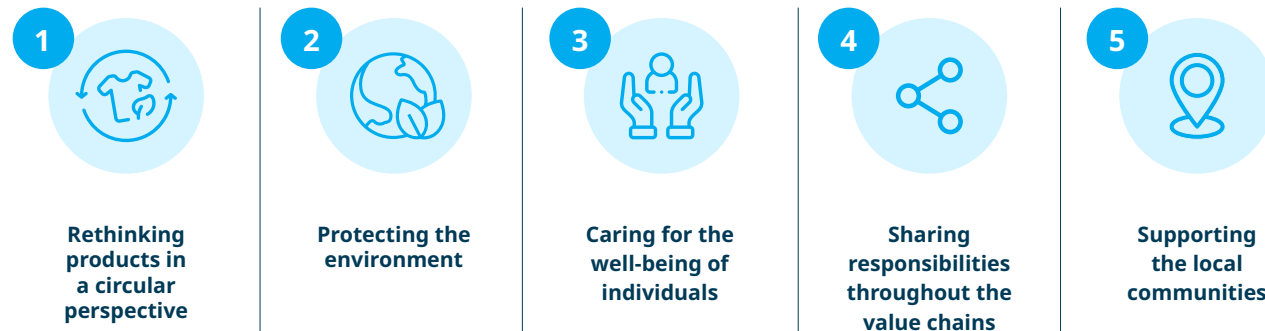 1
Rethinking
products in
a circular
perspective
2
Protecting the
environment
3
Caring for the
well-being of
individuals
4
Sharing
responsibilities
throughout the
value chains
5
Supporting
the local
communities